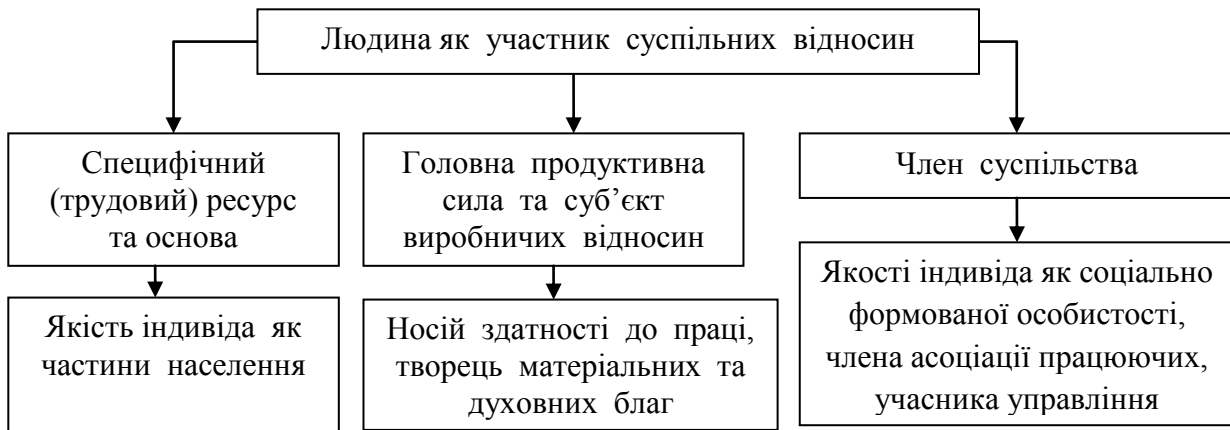 Людина як участник суспільних відносин
Специфічний
(трудовий) ресурс
та основа
Головна продуктивна
сила та суб’єкт
виробничих відносин
Член суспільства
Якість індивіда як
частини населення
Носій здатності до праці,
творець матеріальних та
духовних благ
Якості індивіда як соціально
формованої особистості,
члена асоціації працюючих,
учасника управління